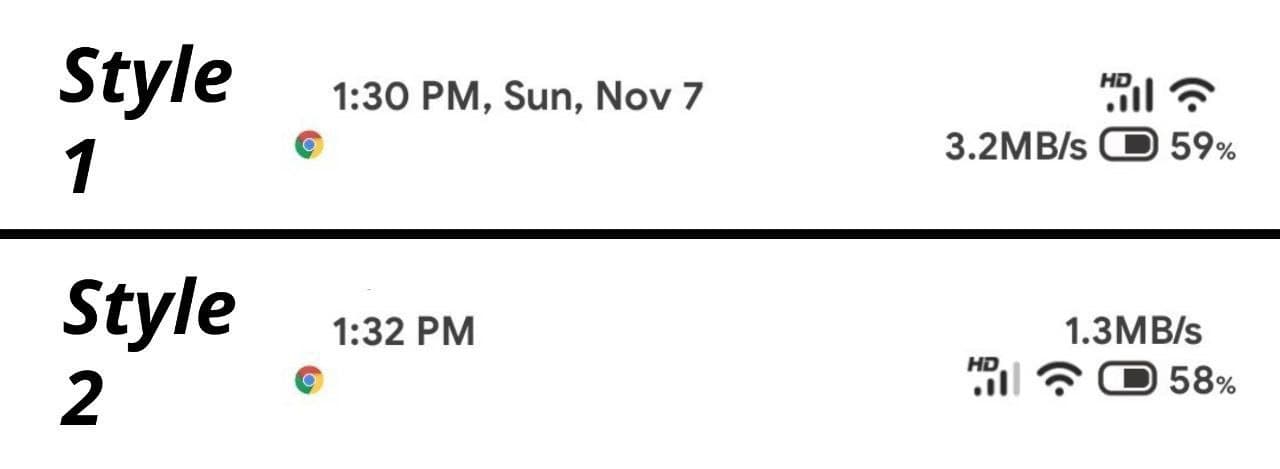 Style
1
1:30 PM, Sun, Nov 7
HD
3.2MB/s 59%
Style
2
1:32 PM
1.3MB/s
HD
58%